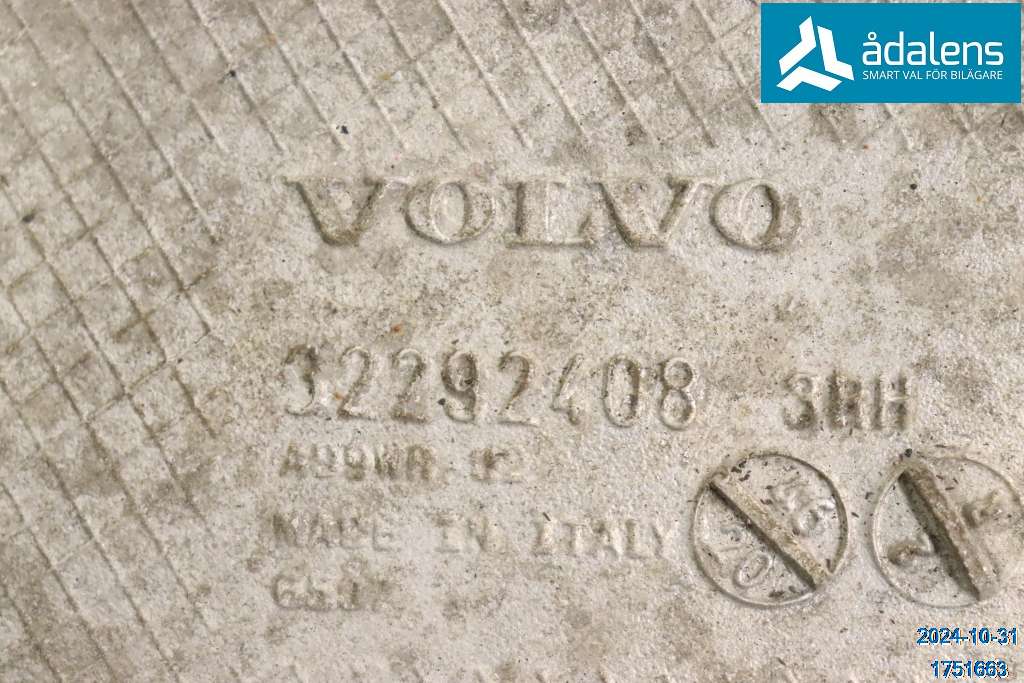 ådalens
SMART VAL FÖR BILÄGARE
VOLVO
32292408 3RH
MADE IN ITALY
2024-10-31
1751663